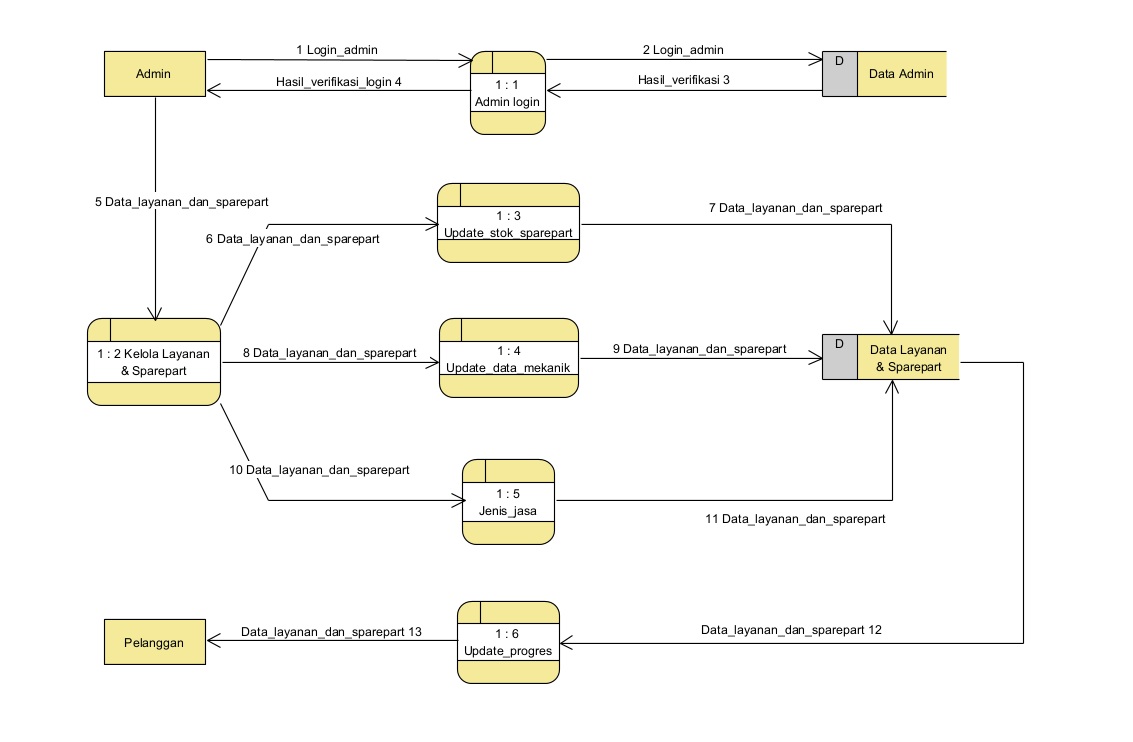 1 Login_admin
2 Login_admin
Admin
D
Data Admin
Hasil_verifikasi_login 4
1 : 1
Admin login
Hasil_verifikasi 3
5 Data_layanan_dan_sparepart
6 Data_layanan_dan_sparepart
1 : 3
Update_stok_sparepart
7 Data_layanan_dan_sparepart
1 : 2 Kelola Layanan
& Sparepart
8 Data_layanan_dan_sparepart
1 : 4
Update_data_mekanik
9 Data_layanan_dan_sparepart
D
Data Layanan
& Sparepart
10 Data_layanan_dan_sparepart
1 : 5
Jenis_jasa
11 Data_layanan_dan_sparepart
Pelanggan
Data_layanan_dan_sparepart 13
1 : 6
Update_progres
Data_layanan_dan_sparepart 12